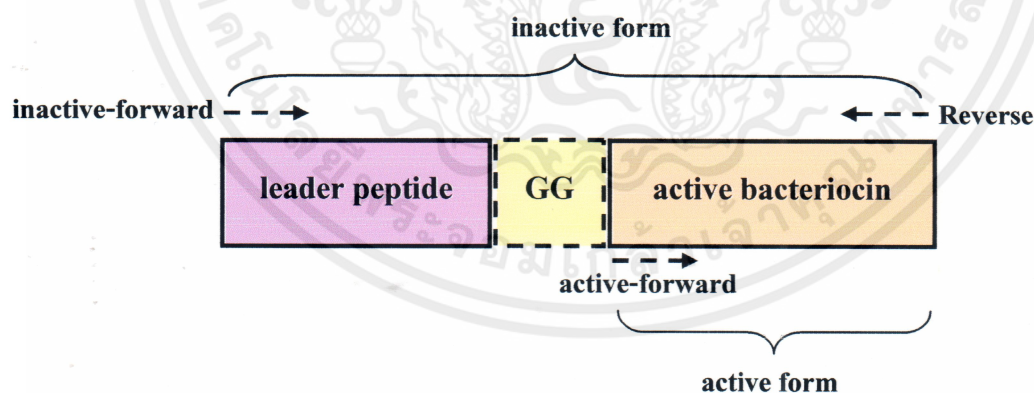 inactive form
inactive-forward
Reverse
leader peptide
GG
active bacteriocin
active-forward
active form